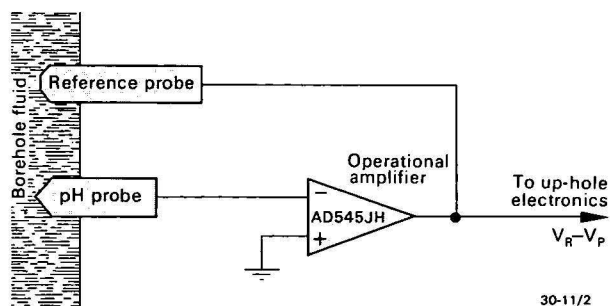 Borehole fluid
Reference probe
pH probe
Operational
amplifier
−
AD545JH
+
To up-hole
electronics
V_R–V_P
30-11/2